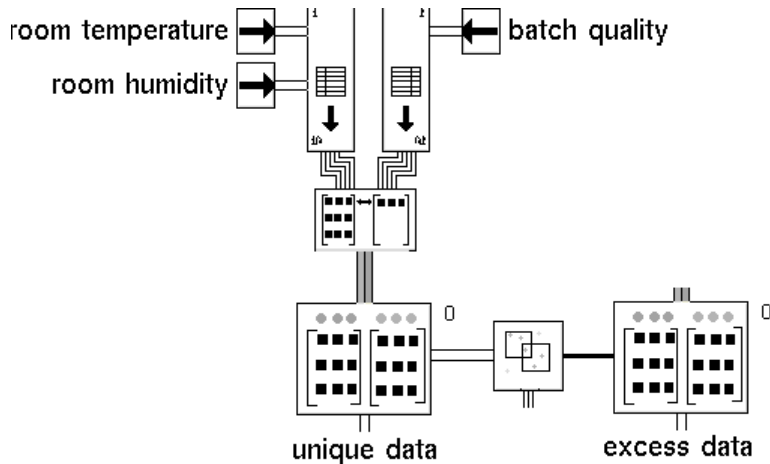 room temperature
batch quality
room humidity
0
0
unique data
excess data